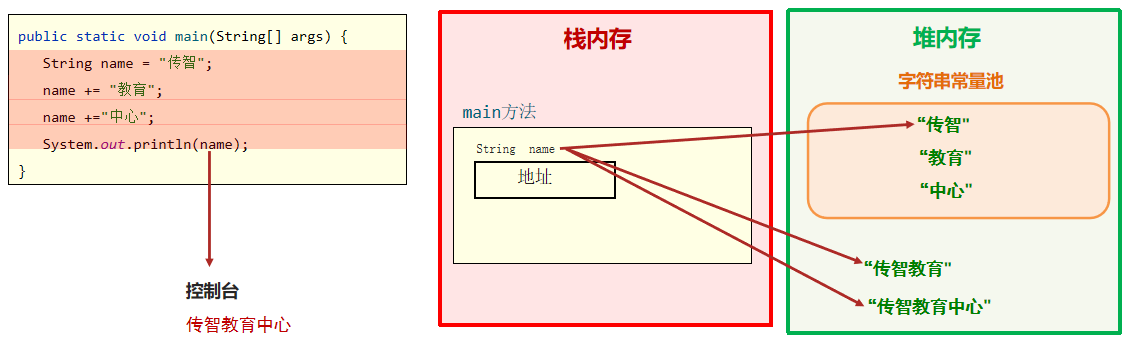 public static void main(String[] args) {
String name = "传智";
name += "教育";
name +="中心";
System.out.println(name);
}
控制台
传智教育中心
栈内存
main方法
String name
地址
堆内存
字符串常量池
“传智"
“教育"
“中心"
“传智教育"
“传智教育中心"